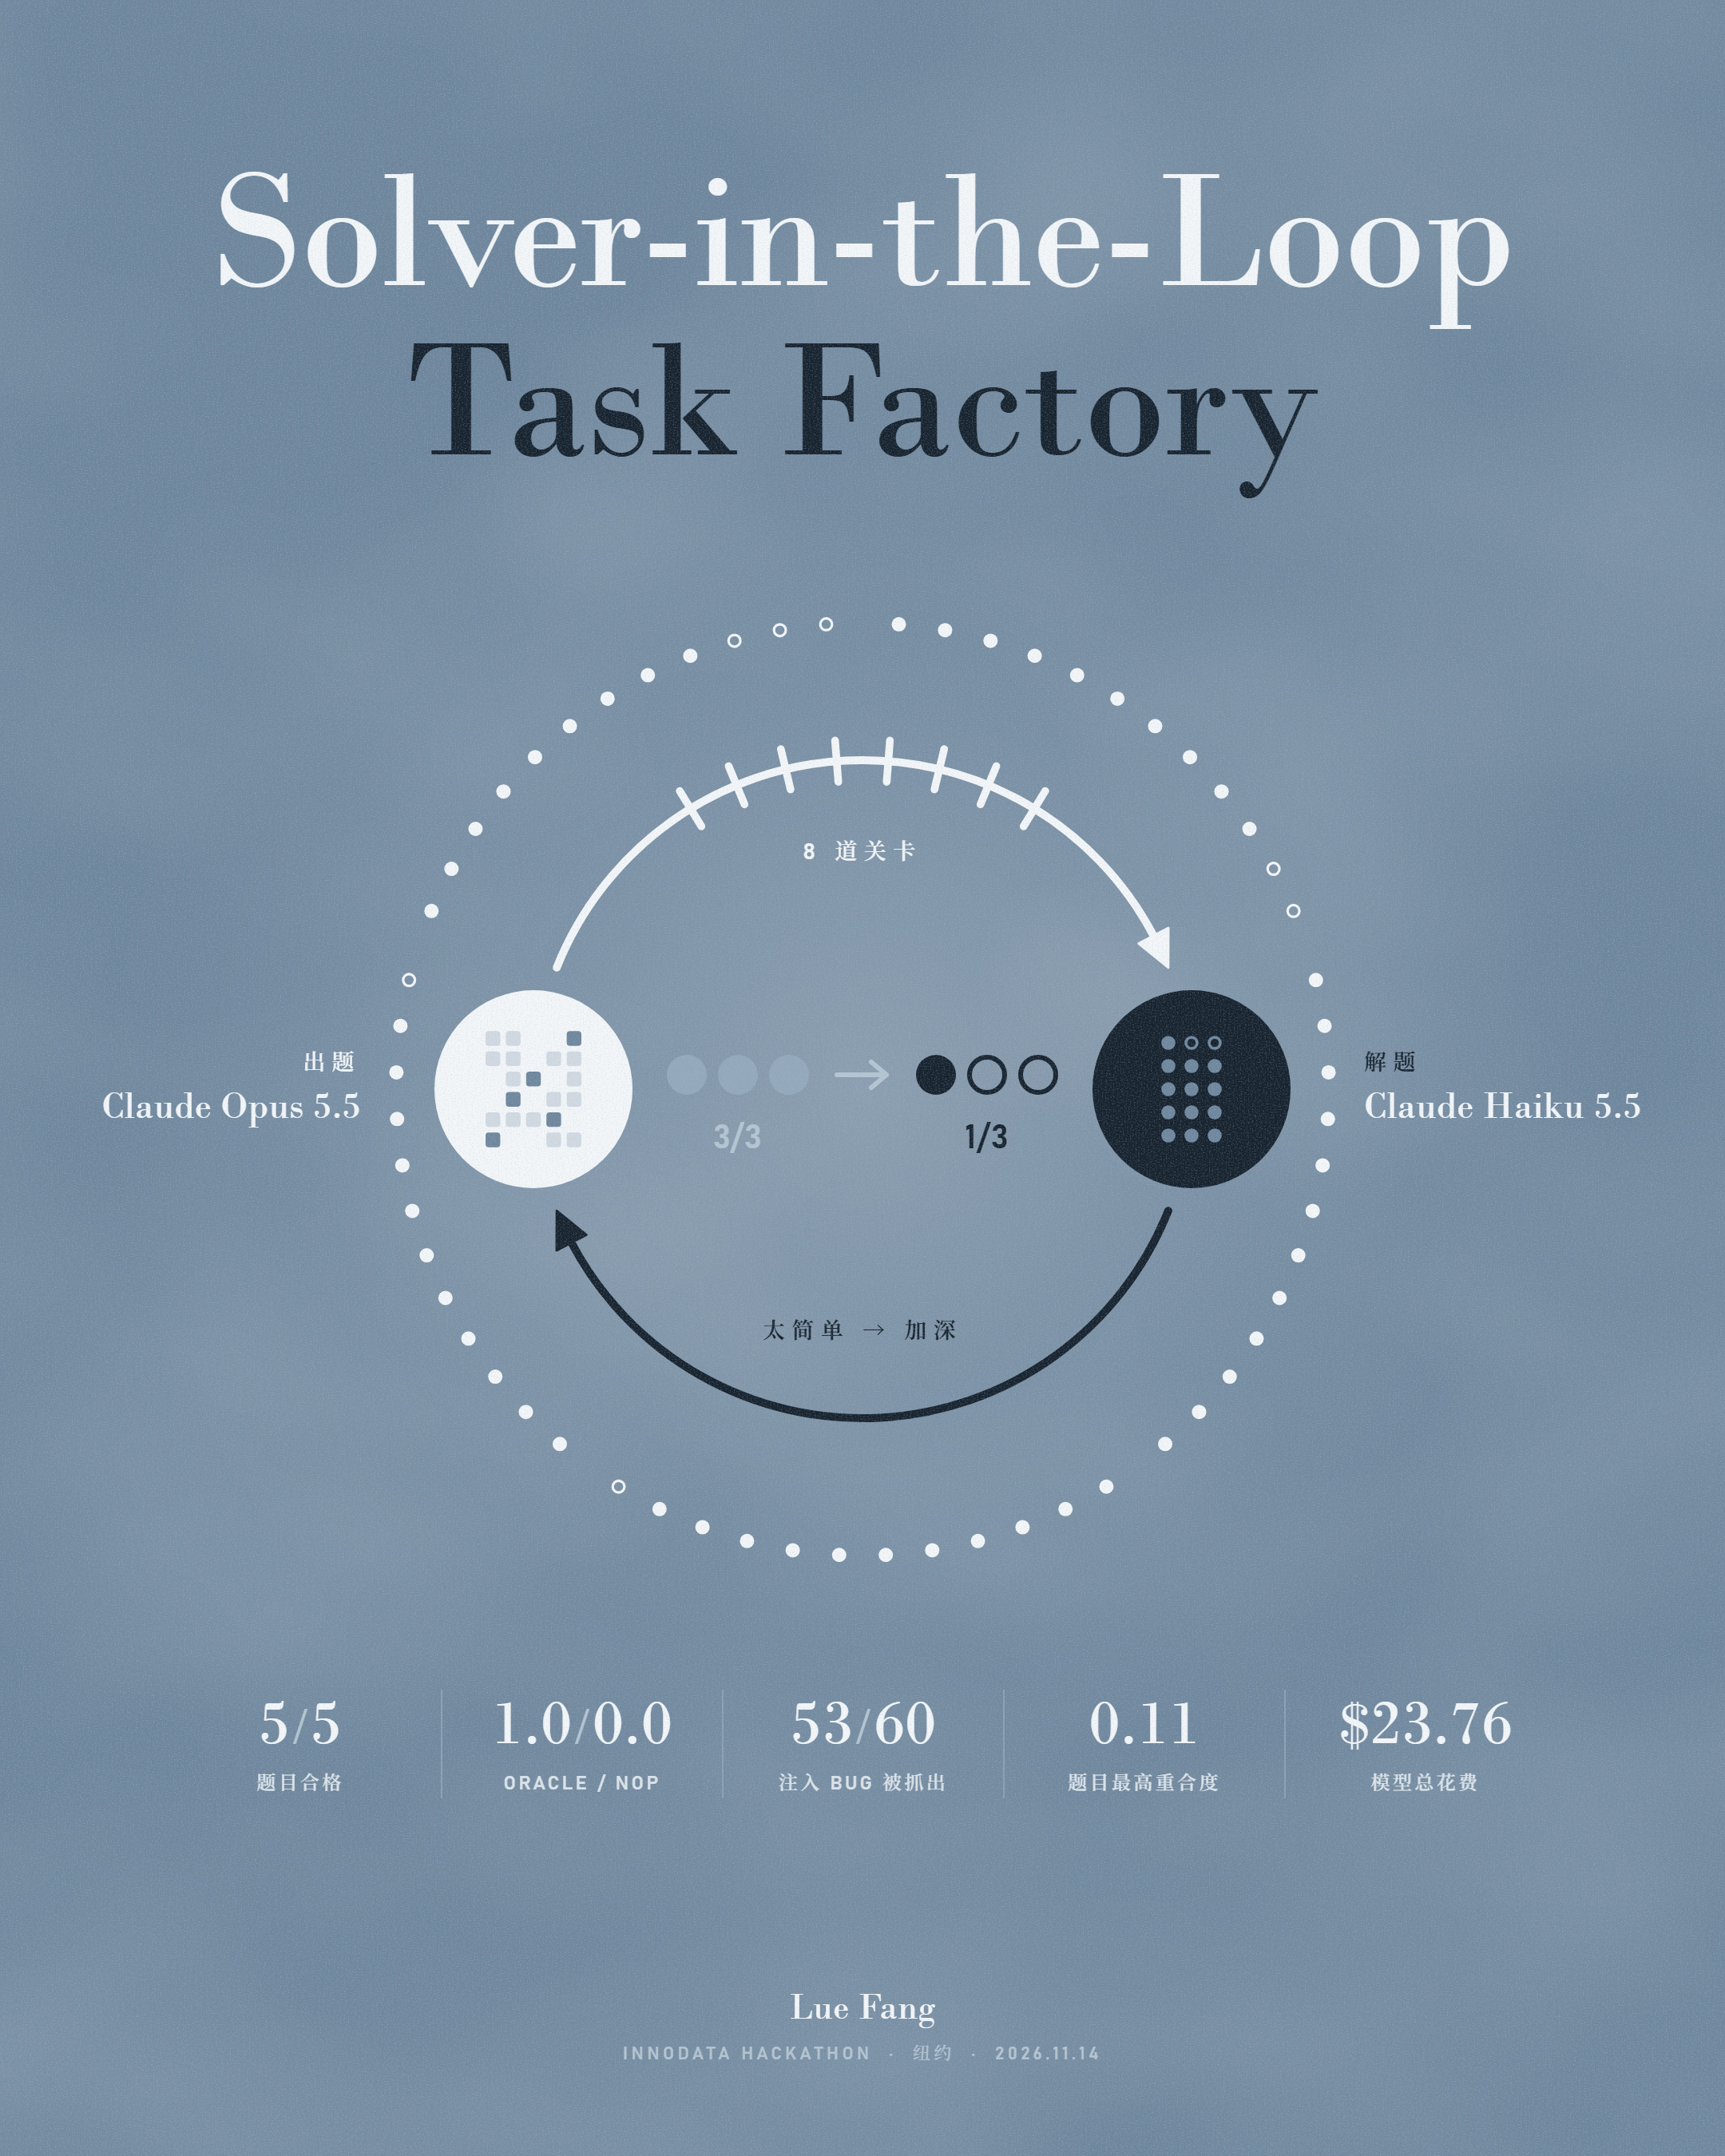 Solver-in-the-Loop
Task Factory
8 道关卡
出题
Claude Opus 5.5
3/3
1/3
解题
Claude Haiku 5.5
太简单 → 加深
5/5
题目合格
1.0/0.0
ORACLE / NOP
53/60
注入 BUG 被抓出
0.11
题目最高重合度
$23.76
模型总花费
Lue Fang
INNODATA HACKATHON · 纽约 · 2026.11.14